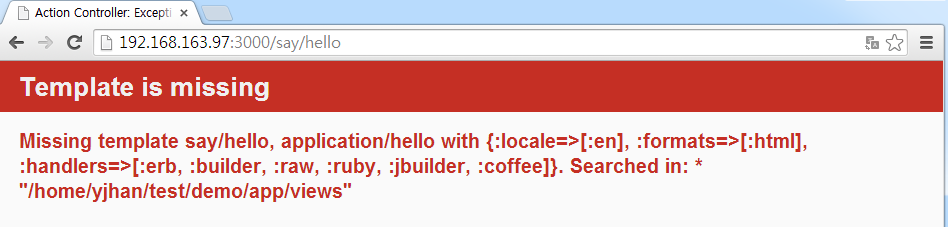 Action Controller: Excepti
192.168.163.97:3000/say/hello
Template is missing
Missing template say/hello, application/hello with {:locale=>[:en], :formats=>[:html],
:handlers=>[:erb, :builder, :raw, :ruby, :jbuilder, :coffee]}. Searched in: *
"/home/yjhan/test/demo/app/views"